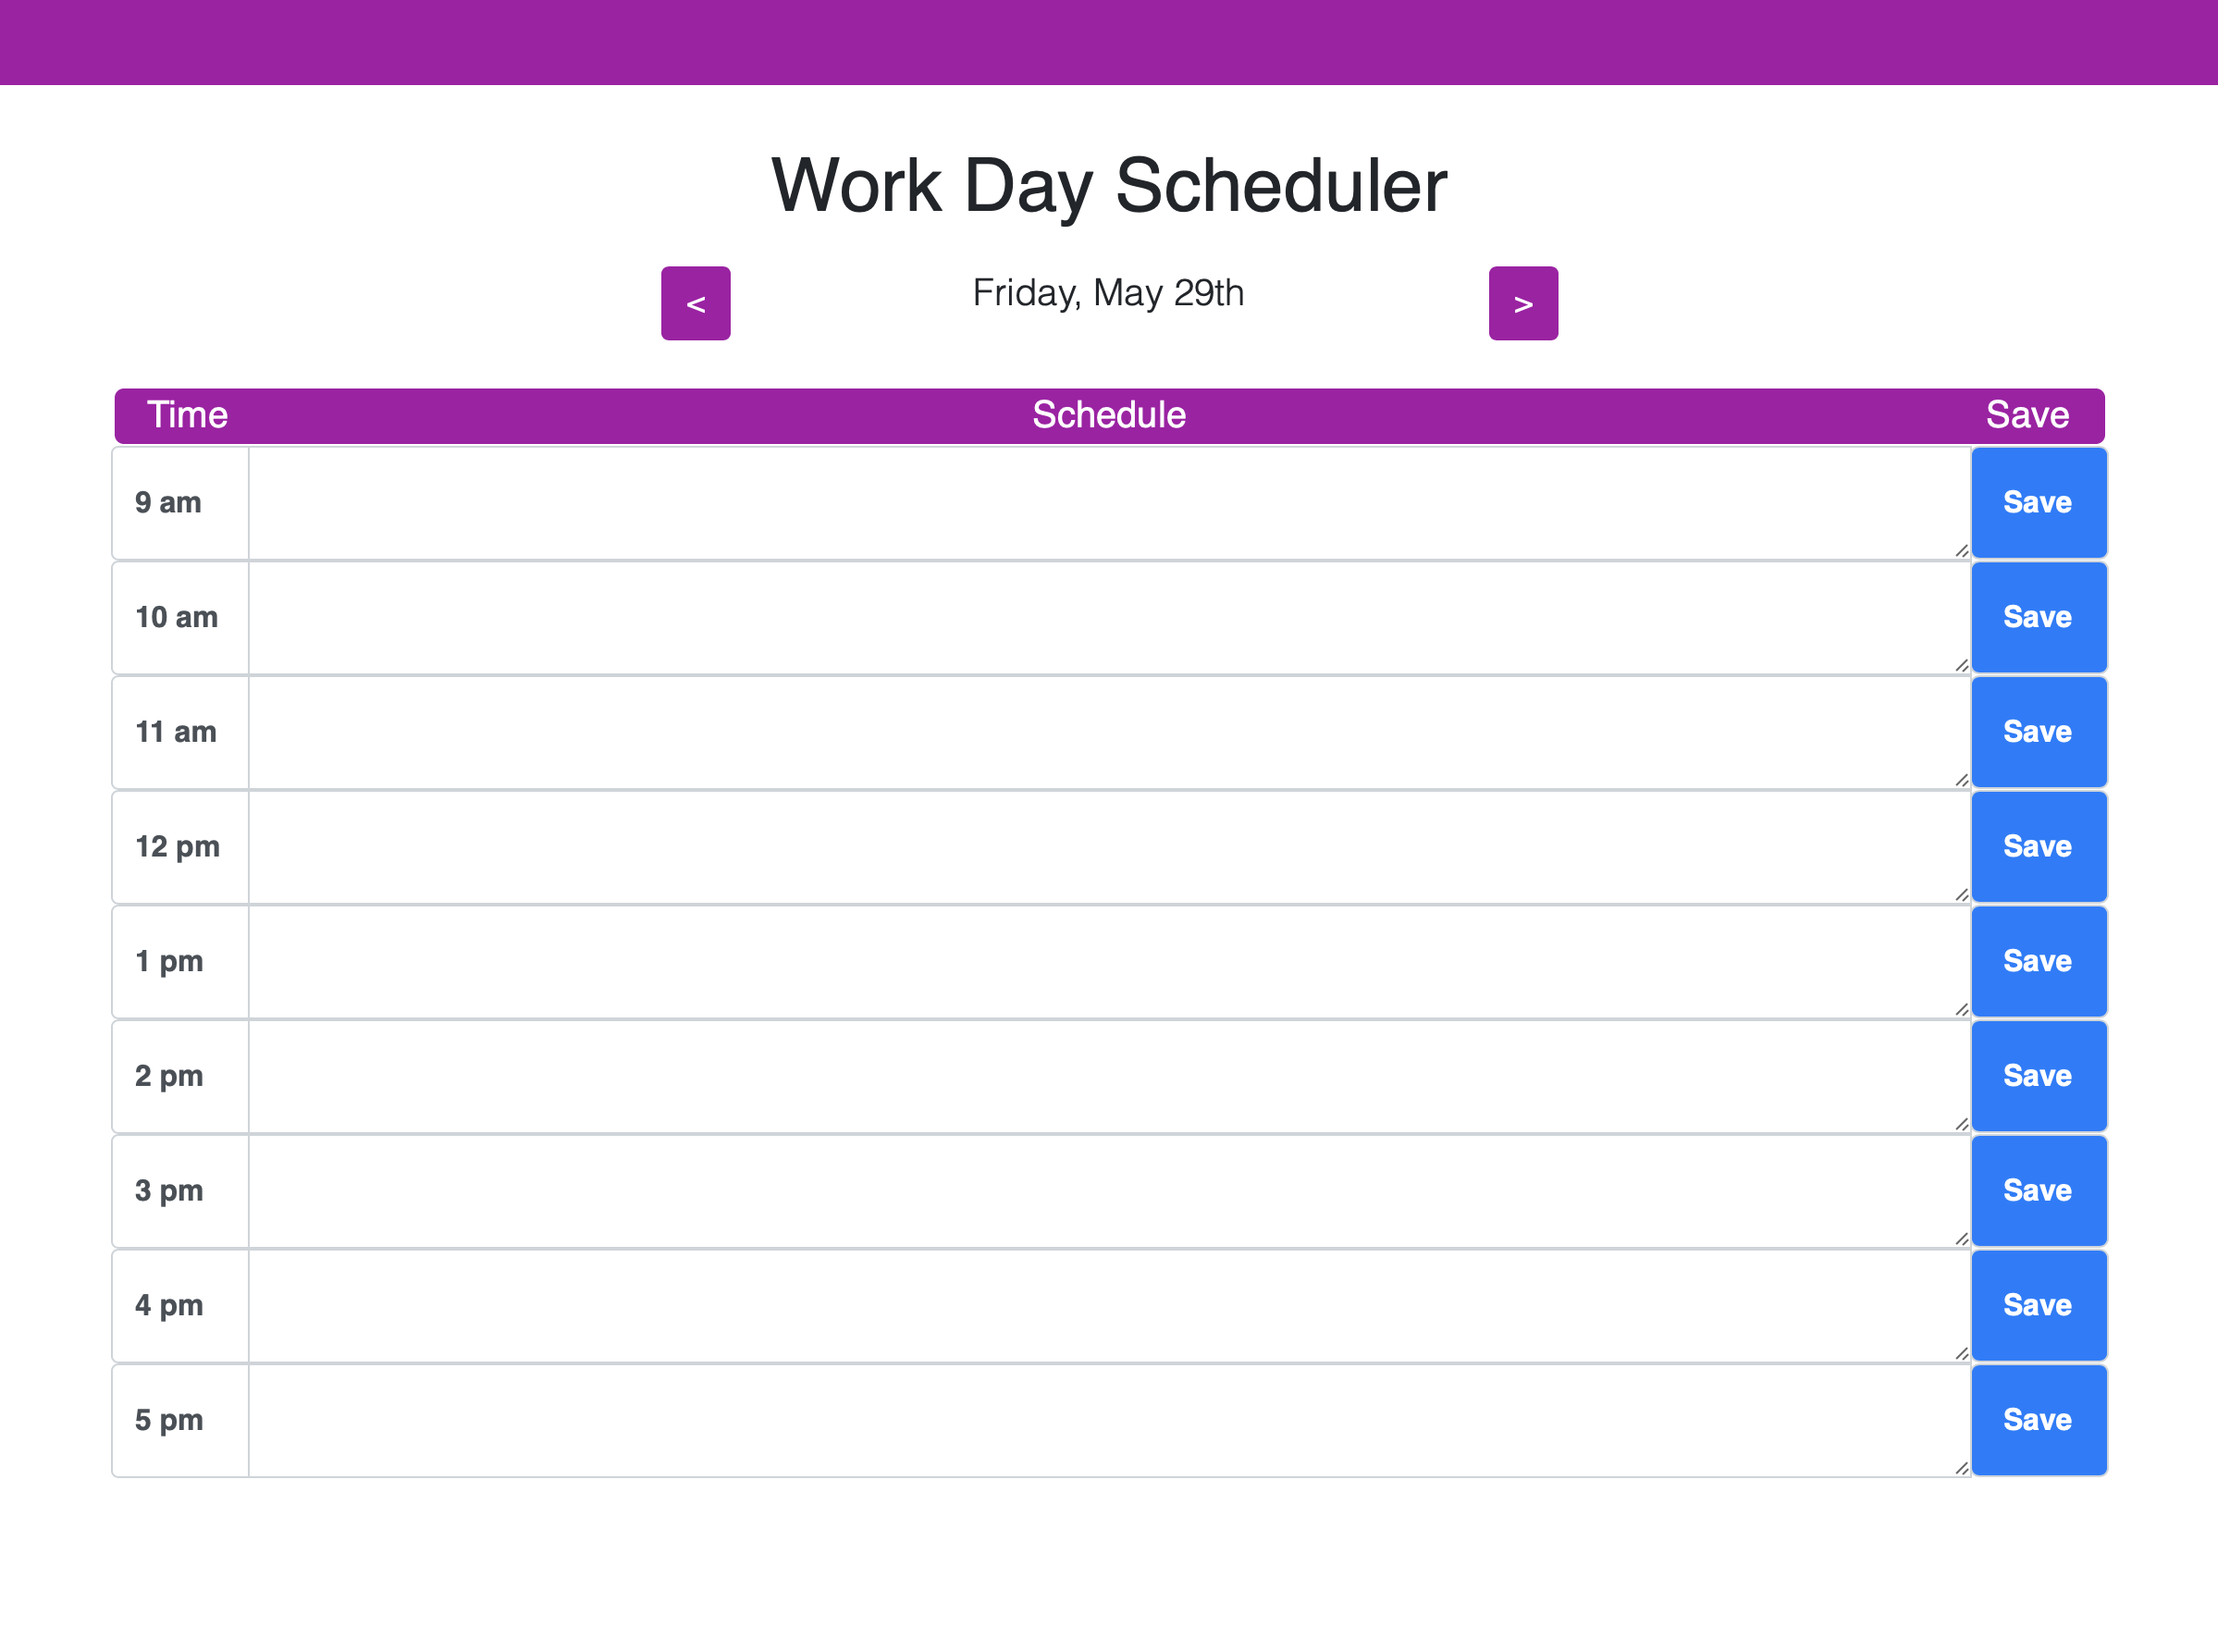 Work Day Scheduler
< Friday, May 29th >
Time Schedule Save
9 am Save
10 am Save
11 am Save
12 pm Save
1 pm Save
2 pm Save
3 pm Save
4 pm Save
5 pm Save